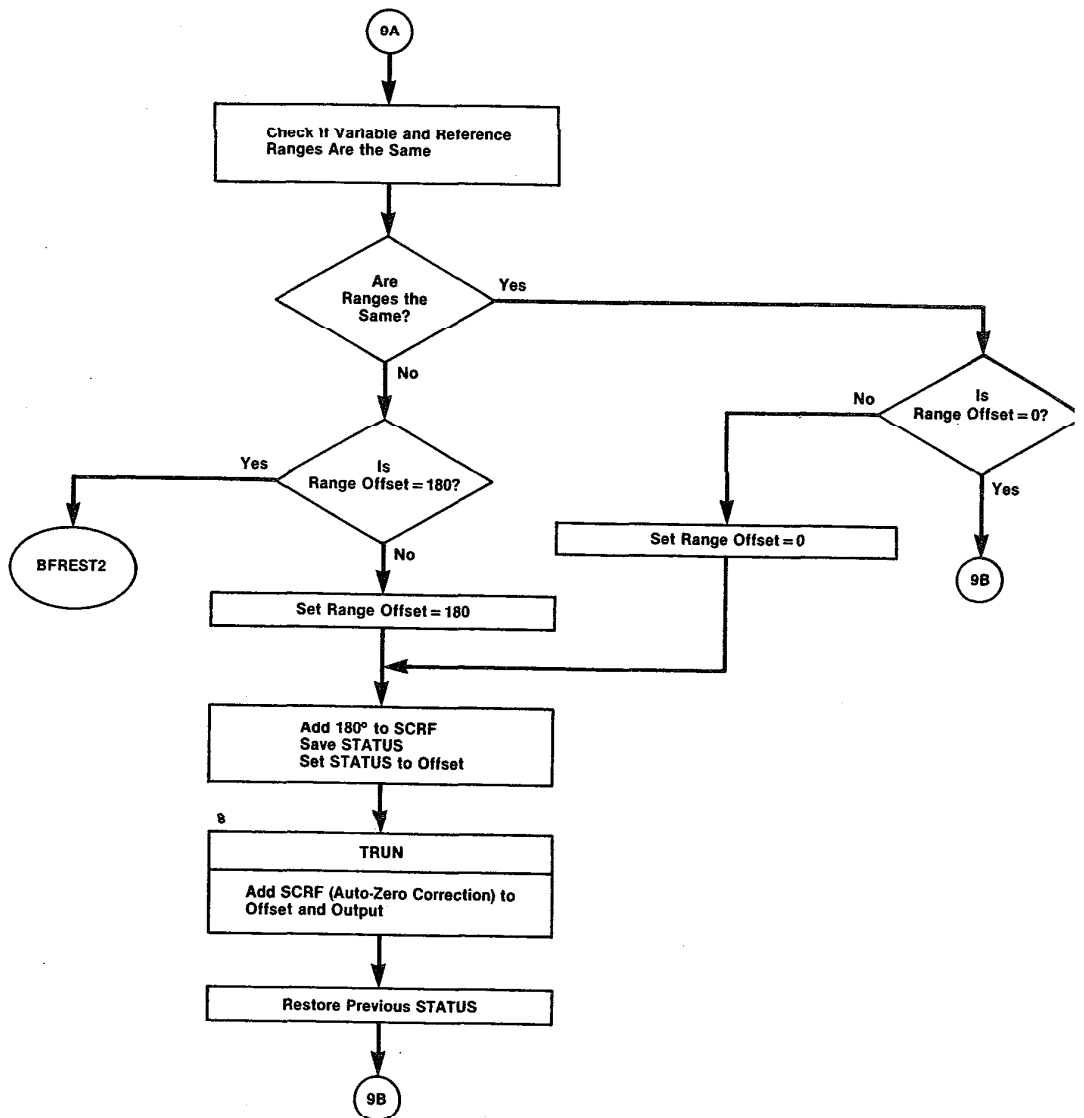 9A
Check If Variable and Reference
Ranges Are the Same
Are
Ranges the
Same?
Yes
No
Is
Range Offset = 0?
No
Yes
Is
Range Offset = 180?
Yes
No
BFREST2
Set Range Offset = 0
9B
Set Range Offset = 180
Add 180° to SCRF
Save STATUS
Set STATUS to Offset
8
TRUN
Add SCRF (Auto-Zero Correction) to
Offset and Output
Restore Previous STATUS
9B